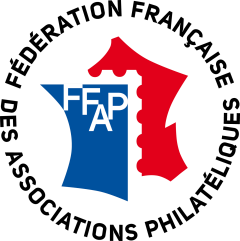 FÉDÉRATION FRANÇAISE
DES ASSOCIATIONS PHILATÉLIQUES
FFAP